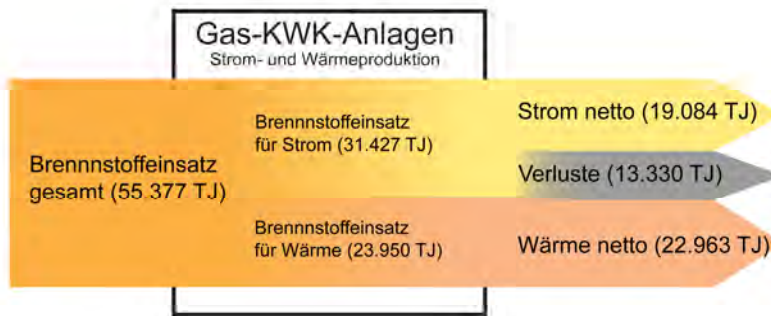 Gas-KWK-Anlagen
Strom- und Wärmeproduktion
Brennnstoffeinsatz
gesamt (55.377 TJ)
Brennnstoffeinsatz
für Strom (31.427 TJ)
Brennnstoffeinsatz
für Wärme (23.950 TJ)
Strom netto (19.084 TJ)
Verluste (13.330 TJ)
Wärme netto (22.963 TJ)